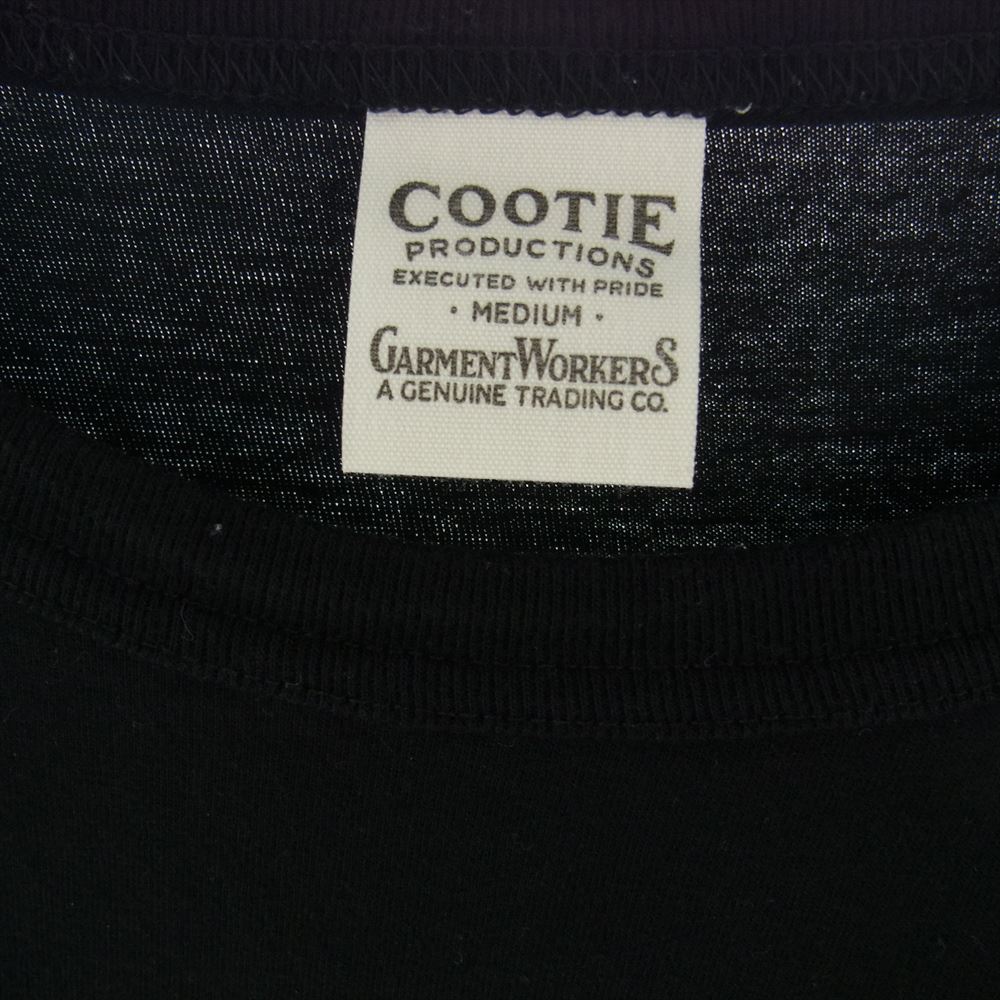 COOTIE
PRODUCTIONS
EXECUTED WITH PRIDE
· MEDIUM ·
GARMENTWORKERS
A GENUINE TRADING CO.